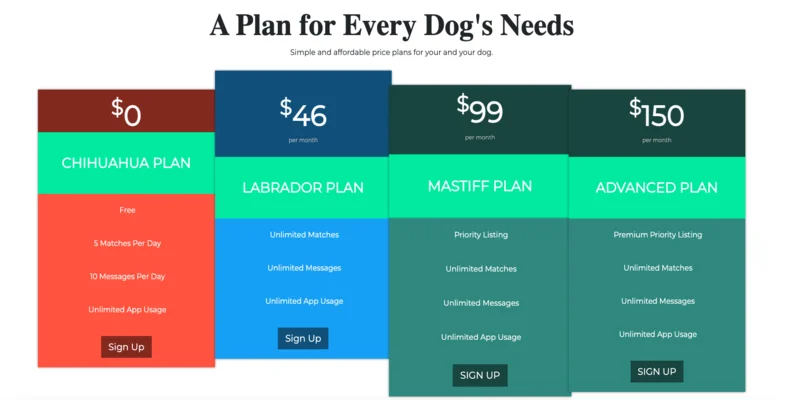 A Plan for Every Dog's Needs
Simple and affordable price plans for your and your dog.
$0
CHIHUAHUA PLAN
Free
5 Matches Per Day
10 Messages Per Day
Unlimited App Usage
Sign Up
$46
per month
LABRADOR PLAN
Unlimited Matches
Unlimited Messages
Unlimited App Usage
Sign Up
$99
per month
MASTIFF PLAN
Priority Listing
Unlimited Matches
Unlimited Messages
Unlimited App Usage
SIGN UP
$150
per month
ADVANCED PLAN
Premium Priority Listing
Unlimited Matches
Unlimited Messages
Unlimited App Usage
SIGN UP